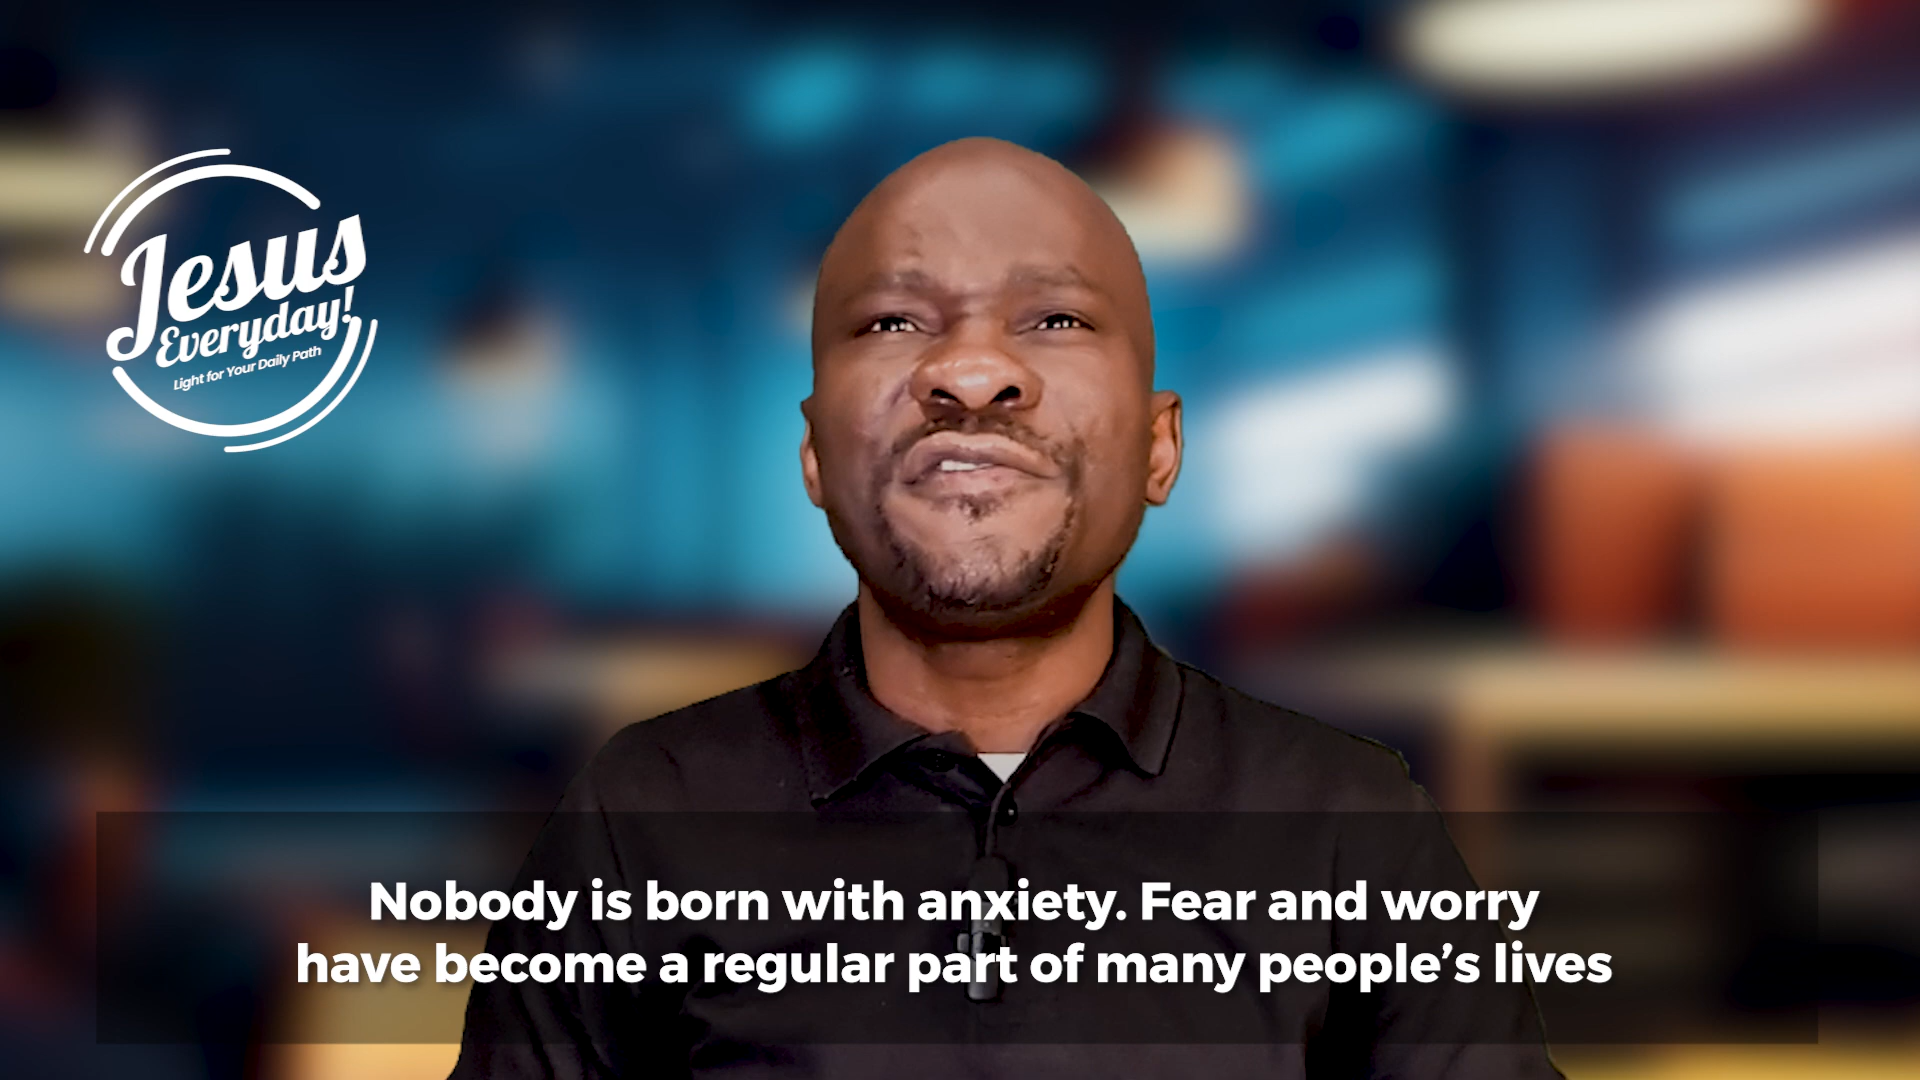 Jesus
Everyday!
Light for Your Daily Path
Nobody is born with anxiety. Fear and worry
have become a regular part of many people’s lives